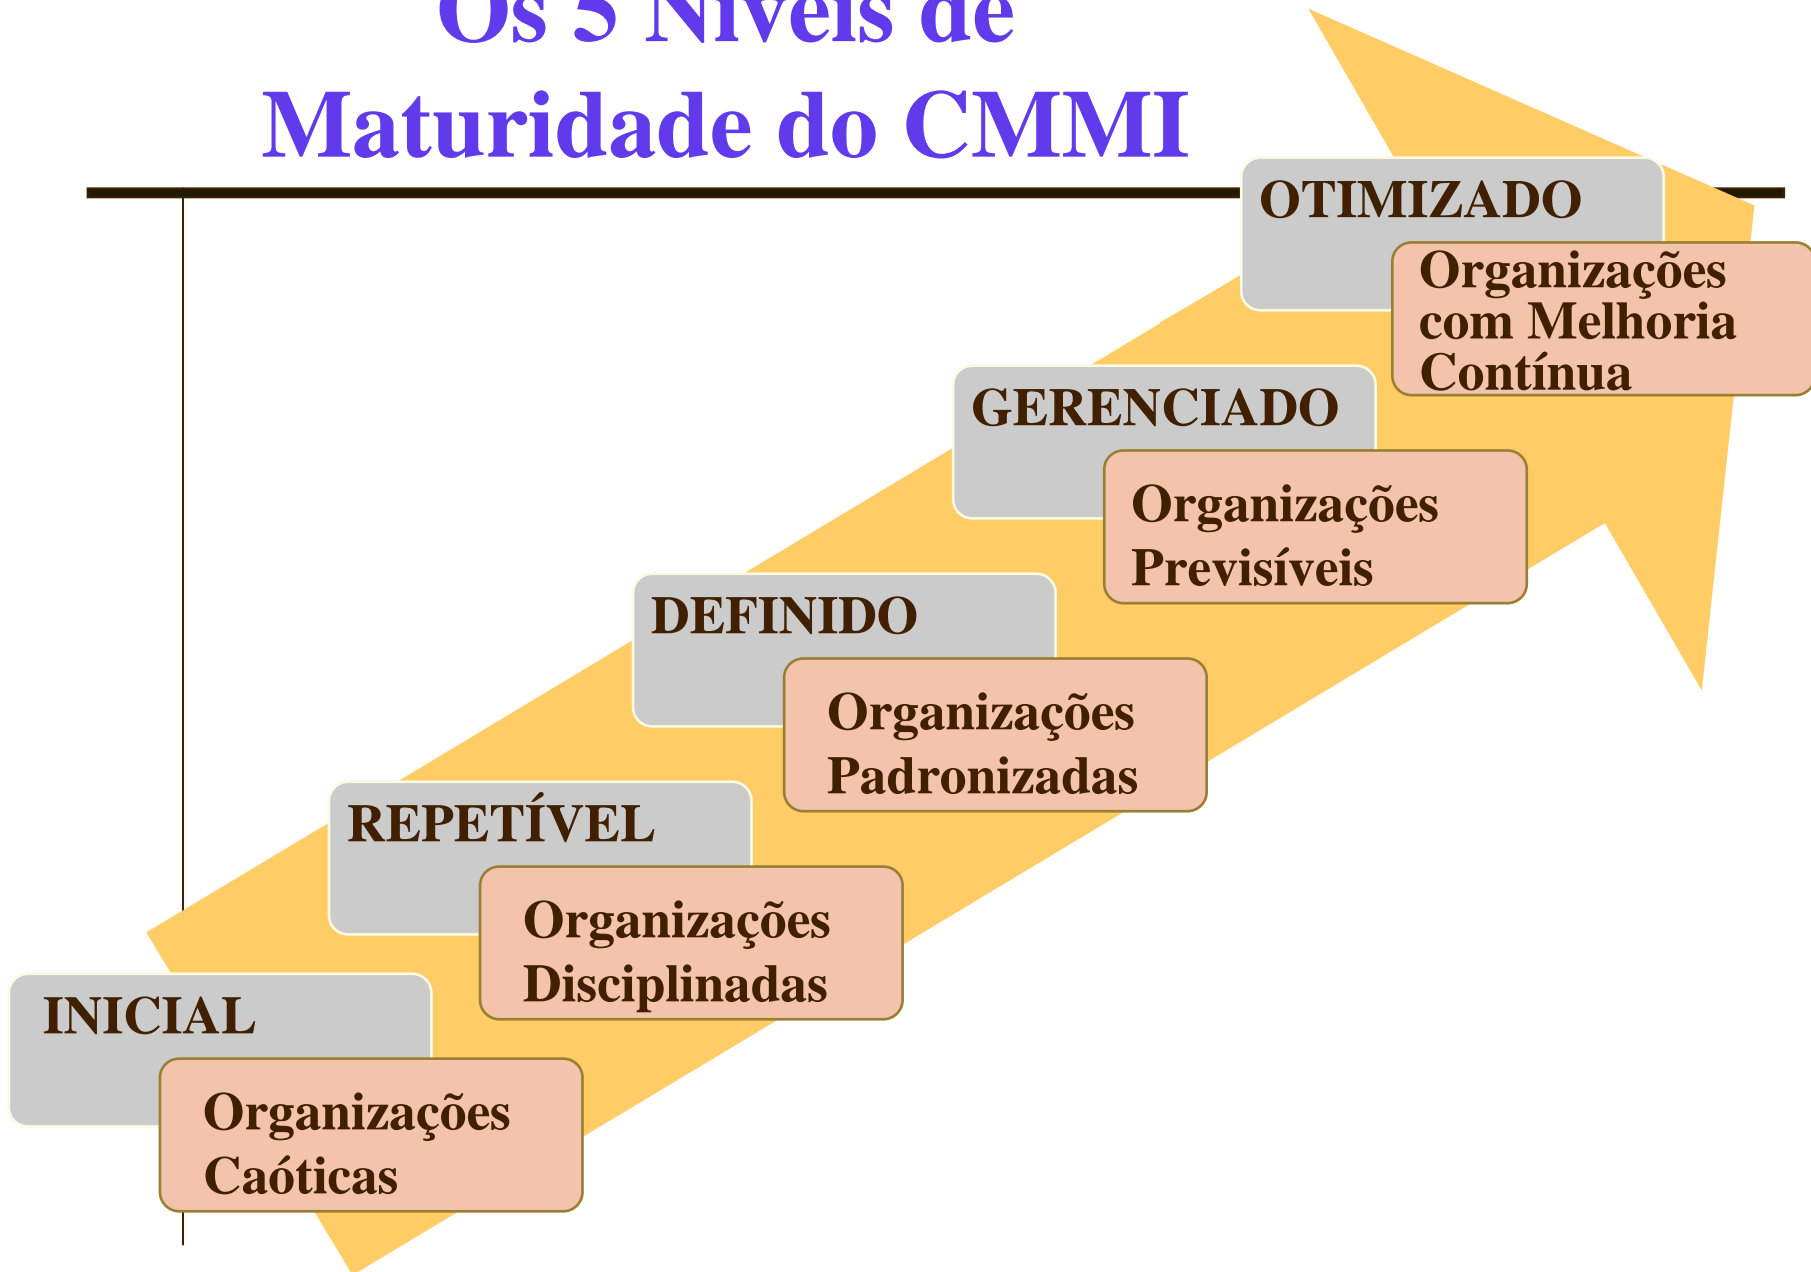 Os 5 Níveis de
Maturidade do CMMI
OTIMIZADO
Organizações
com Melhoria
Contínua
GERENCIADO
Organizações
Previsíveis
DEFINIDO
Organizações
Padronizadas
REPETÍVEL
Organizações
Disciplinadas
INICIAL
Organizações
Caóticas